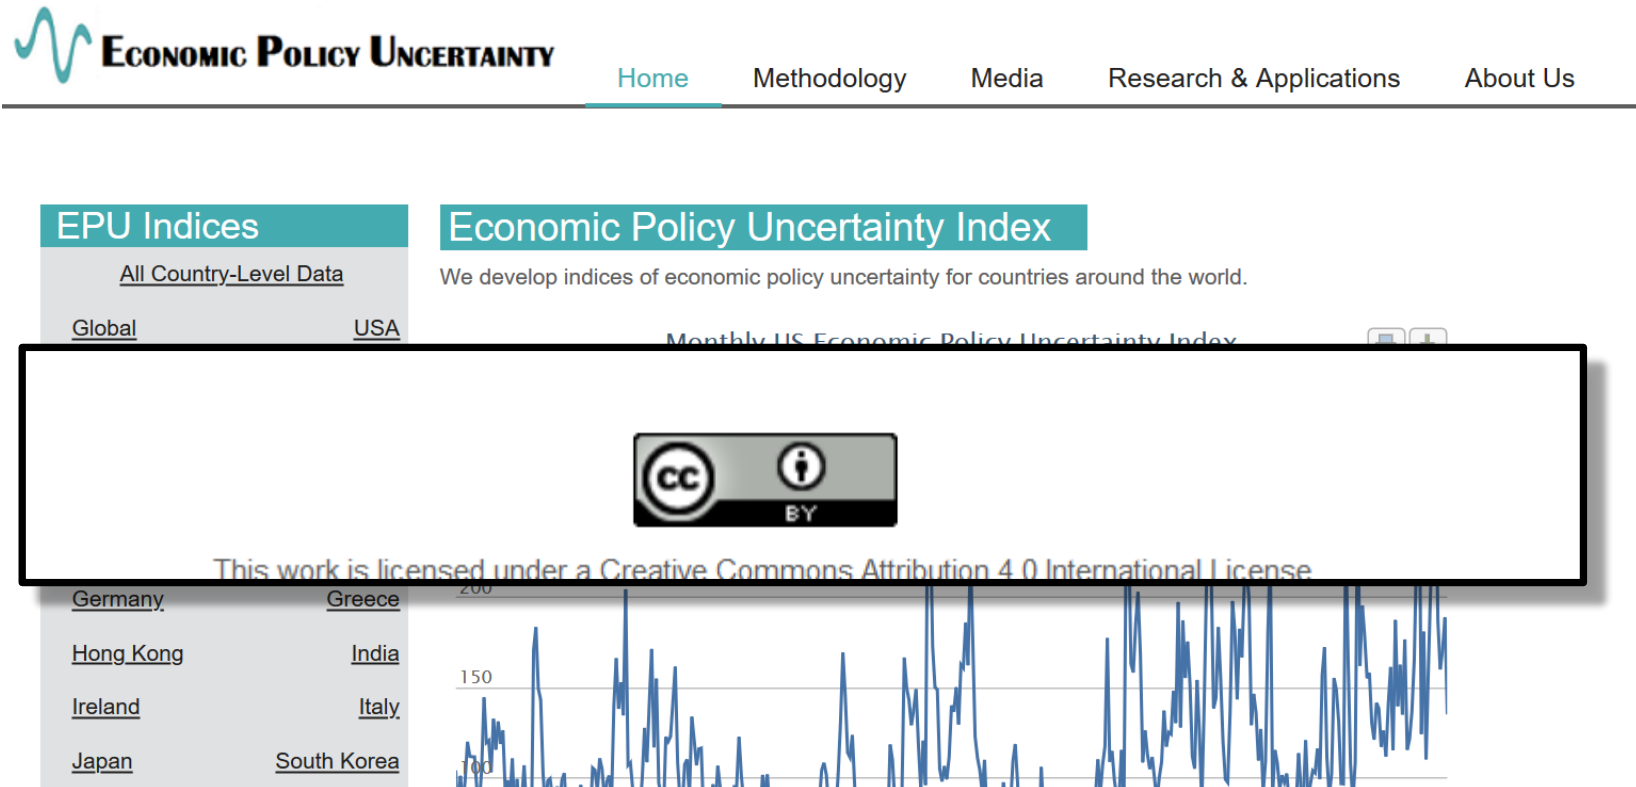 ECONOMIC POLICY UNCERTAINTY
Home Methodology Media Research & Applications About Us
EPU Indices
All Country-Level Data
Global USA
Economic Policy Uncertainty Index
We develop indices of economic policy uncertainty for countries around the world.
Monthly US Economic Policy Uncertainty Index
cc
BY
This work is licensed under a Creative Commons Attribution 4.0 International License
Germany Greece
Hong Kong India
Ireland Italy
Japan South Korea
200
150
100